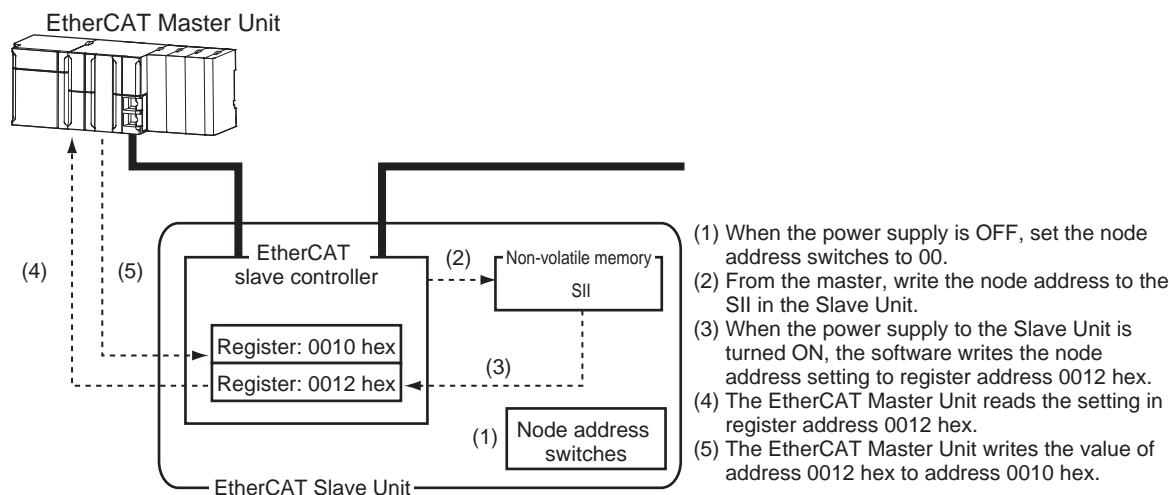 EtherCAT Master Unit
(4)
(5)
EtherCAT
slave controller
(2)
Non-volatile memory
SII
Register: 0010 hex
Register: 0012 hex
(3)
(1)
Node address
switches
EtherCAT Slave Unit
(1) When the power supply is OFF, set the node
address switches to 00.
(2) From the master, write the node address to the
SII in the Slave Unit.
(3) When the power supply to the Slave Unit is
turned ON, the software writes the node
address setting to register address 0012 hex.
(4) The EtherCAT Master Unit reads the setting in
register address 0012 hex.
(5) The EtherCAT Master Unit writes the value of
address 0012 hex to address 0010 hex.